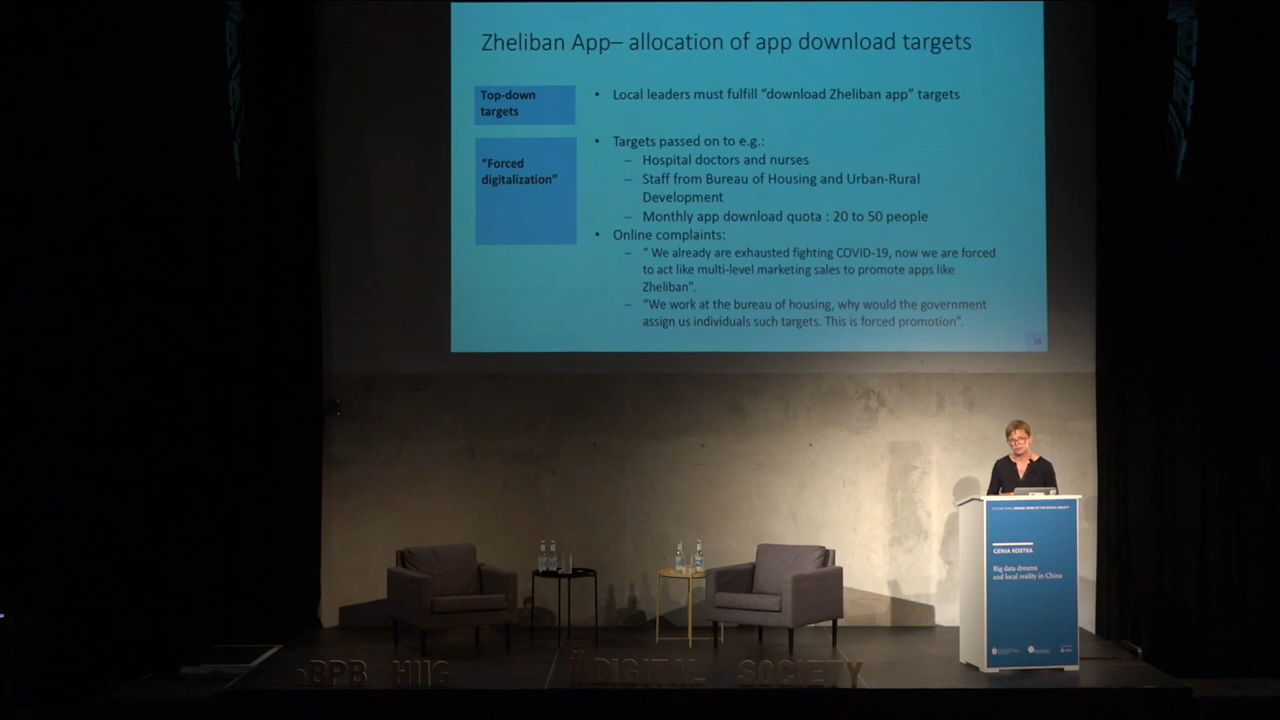 Zheliban App– allocation of app download targets
Top-down
targets
• Local leaders must fulfill “download Zheliban app” targets
“Forced
digitalization”
• Targets passed on to e.g.:
– Hospital doctors and nurses
– Staff from Bureau of Housing and Urban-Rural
Development
– Monthly app download quota : 20 to 50 people
• Online complaints:
– “ We already are exhausted fighting COVID-19, now we are forced
to act like multi-level marketing sales to promote apps like
Zheliban”.
– “We work at the bureau of housing, why would the government
assign us individuals such targets. This is forced promotion”.
GENIA KOSTKA
Big data dreams
and local reality in China
BPB HIIG #DIGITAL SOCIETY